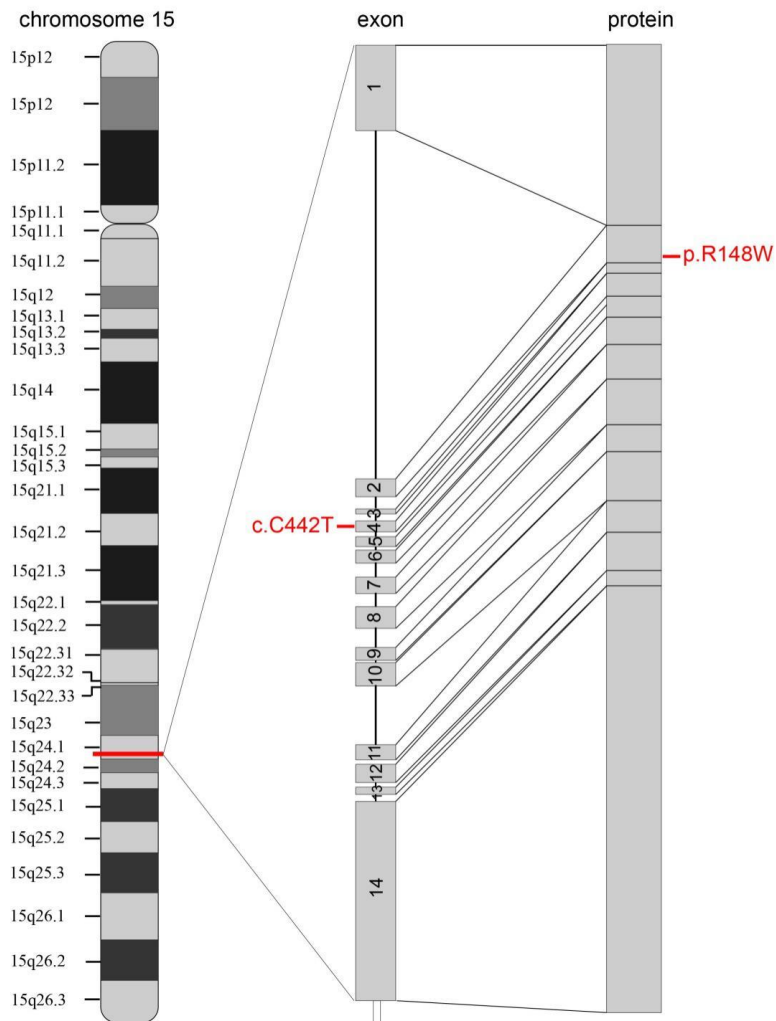 chromosome 15
exon
protein
15p12
15p12
15p11.2
15p11.1
15q11.1
15q11.2
15q12
15q13.1
15q13.2
15q13.3
15q14
15q15.1
15q15.2
15q15.3
15q21.1
15q21.2
15q21.3
15q22.1
15q22.2
15q22.31
15q22.32
15q22.33
15q23
15q24.1
15q24.2
15q24.3
15q25.1
15q25.2
15q25.3
15q26.1
15q26.2
15q26.3
1
2
3
c.C442T
4
5
6
7
8
9
10
11
12
13
14
p.R148W